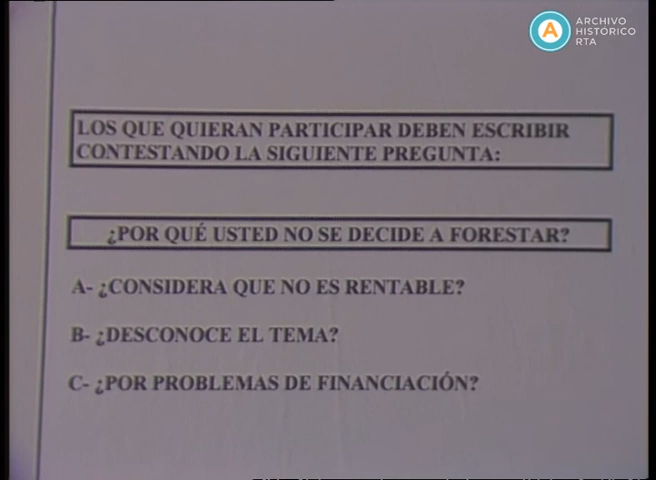 ARCHIVO
HISTÓRICO
RTA
LOS QUE QUIERAN PARTICIPAR DEBEN ESCRIBIR
CONTESTANDO LA SIGUIENTE PREGUNTA:
¿POR QUÉ USTED NO SE DECIDE A FORESTAR?
A- ¿CONSIDERA QUE NO ES RENTABLE?
B- ¿DESCONOCE EL TEMA?
C- ¿POR PROBLEMAS DE FINANCIACIÓN?